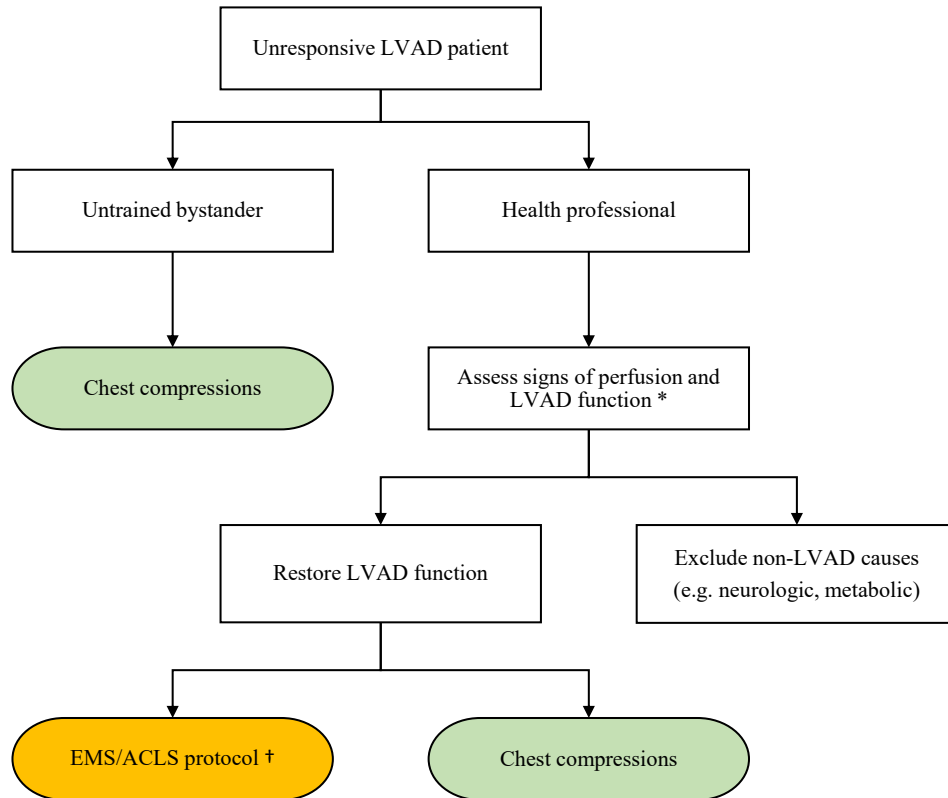 Unresponsive LVAD patient
Untrained bystander
Health professional
Chest compressions
Assess signs of perfusion and
LVAD function *
Restore LVAD function
Exclude non-LVAD causes
(e.g. neurologic, metabolic)
EMS/ACLS protocol †
Chest compressions